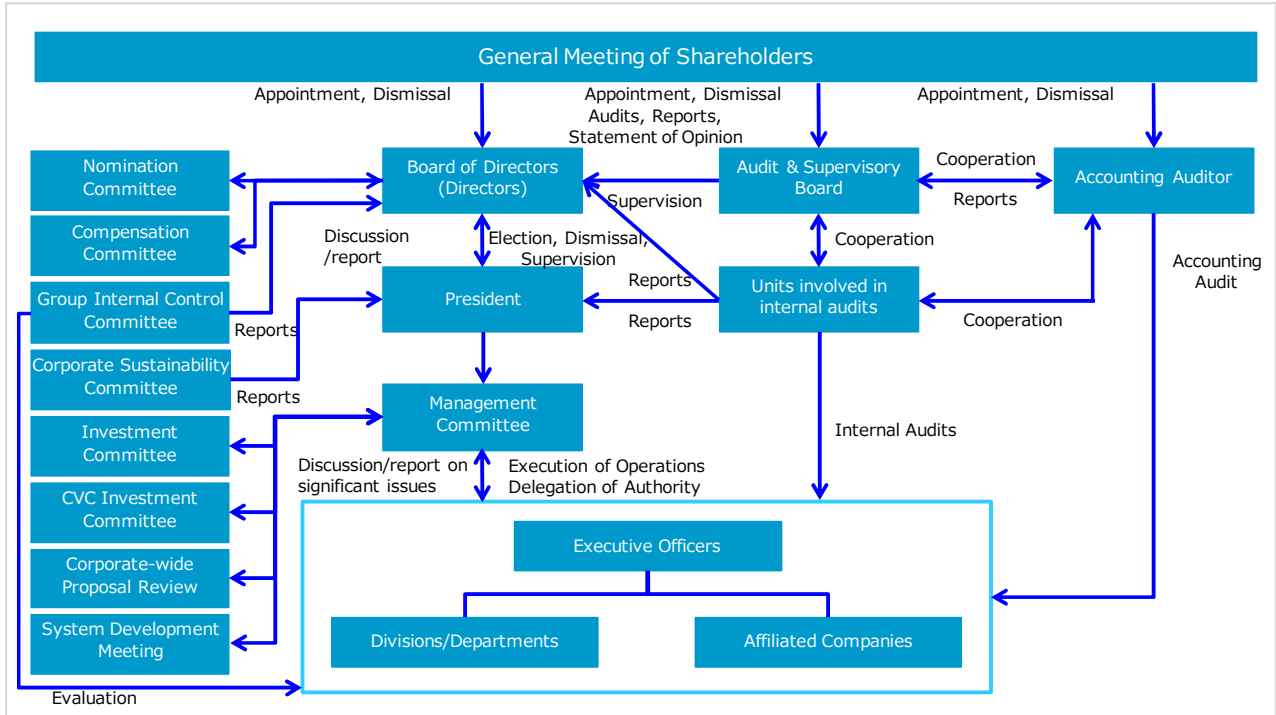 General Meeting of Shareholders
Appointment, Dismissal
Appointment, Dismissal
Audits, Reports,
Statement of Opinion
Appointment, Dismissal
Nomination
Committee
Board of Directors
(Directors)
Audit & Supervisory
Board
Cooperation
Reports
Accounting Auditor
Supervision
Compensation
Committee
Discussion
/report
Election, Dismissal,
Supervision
Cooperation
Accounting
Audit
Group Internal Control
Committee
Reports
President
Reports
Reports
Units involved in
internal audits
Cooperation
Corporate Sustainability
Committee
Reports
Management
Committee
Investment
Committee
Internal Audits
Discussion/report on
significant issues
Execution of Operations
Delegation of Authority
CVC Investment
Committee
Executive Officers
Corporate-wide
Proposal Review
System Development
Meeting
Divisions/Departments
Affiliated Companies
Evaluation